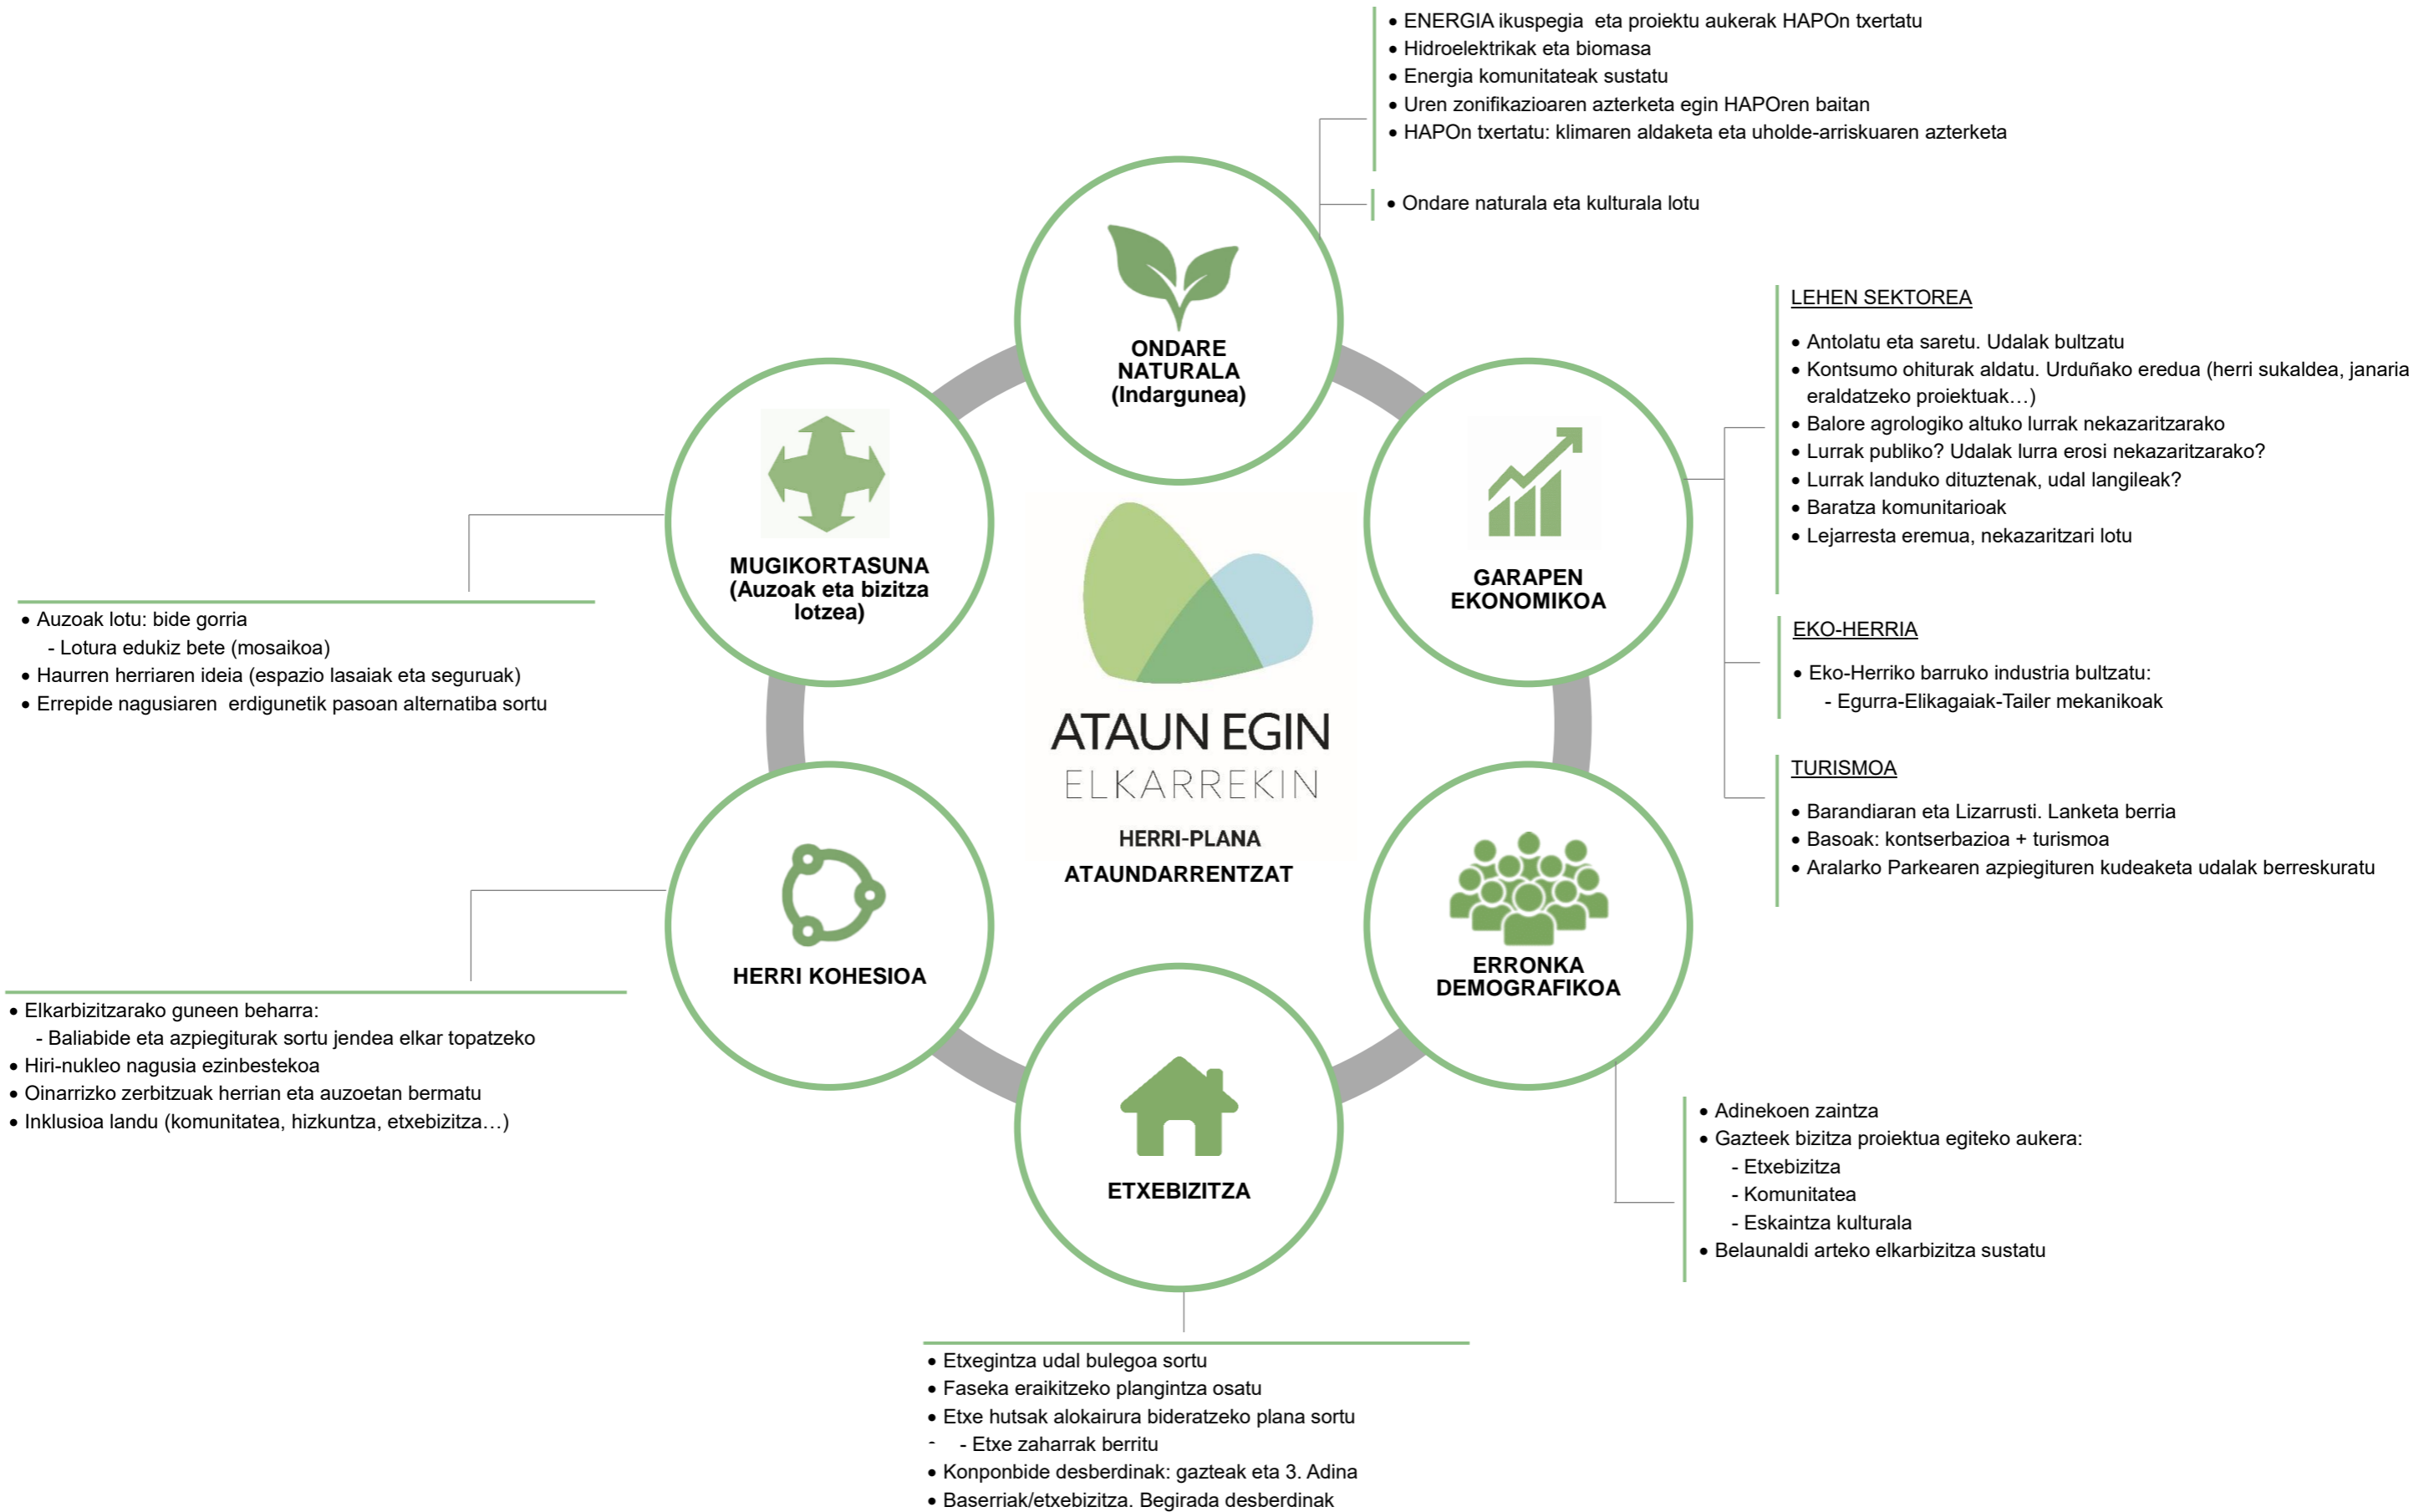 • ENERGIA ikuspegia eta proiektu aukerak HAPOn txertatu
• Hidroelektrikak eta biomasa
• Energia komunitateak sustatu
• Uren zonifikazioaren azterketa egin HAPOren baitan
• HAPOn txertatu: klimaren aldaketa eta uholde-arriskuaren azterketa
• Ondare naturala eta kulturala lotu
ONDARE
NATURALA
(Indargunea)
LEHEN SEKTOREA
• Antolatu eta saretu. Udalak bultzatu
• Kontsumo ohiturak aldatu. Urduñako eredua (herri sukaldea, janaria
eraldatzeko proiektuak…)
• Balore agrologiko altuko lurrak nekazaritzarako
• Lurrak publiko? Udalak lurra erosi nekazaritzarako?
• Lurrak landuko dituztenak, udal langileak?
• Baratza komunitarioak
• Lejarresta eremua, nekazaritzari lotu
GARAPEN
EKONOMIKOA
EKO-HERRIA
• Eko-Herriko barruko industria bultzatu:
- Egurra-Elikagaiak-Tailer mekanikoak
TURISMOA
• Barandiaran eta Lizarrusti. Lanketa berria
• Basoak: kontserbazioa + turismoa
• Aralarko Parkearen azpiegituren kudeaketa udalak berreskuratu
MUGIKORTASUNA
(Auzoak eta bizitza
lotzea)
• Auzoak lotu: bide gorria
- Lotura edukiz bete (mosaikoa)
• Haurren herriaren ideia (espazio lasaiak eta seguruak)
• Errepide nagusiaren erdigunetik pasoan alternatiba sortu
ATAUN EGIN
ELKARREKIN
HERRI-PLANA
ATAUNDARRENTZAT
HERRI KOHESIOA
• Elkarbizitzarako guneen beharra:
- Baliabide eta azpiegiturak sortu jendea elkar topatzeko
• Hiri-nukleo nagusia ezinbestekoa
• Oinarrizko zerbitzuak herrian eta auzoetan bermatu
• Inklusioa landu (komunitatea, hizkuntza, etxebizitza…)
ERRONKA
DEMOGRAFIKOA
• Adinekoen zaintza
• Gazteek bizitza proiektua egiteko aukera:
- Etxebizitza
- Komunitatea
- Eskaintza kulturala
• Belaunaldi arteko elkarbizitza sustatu
ETXEBIZITZA
• Etxegintza udal bulegoa sortu
• Faseka eraikitzeko plangintza osatu
• Etxe hutsak alokairura bideratzeko plana sortu
- - Etxe zaharrak berritu
• Konponbide desberdinak: gazteak eta 3. Adina
• Baserriak/etxebizitza. Begirada desberdinak